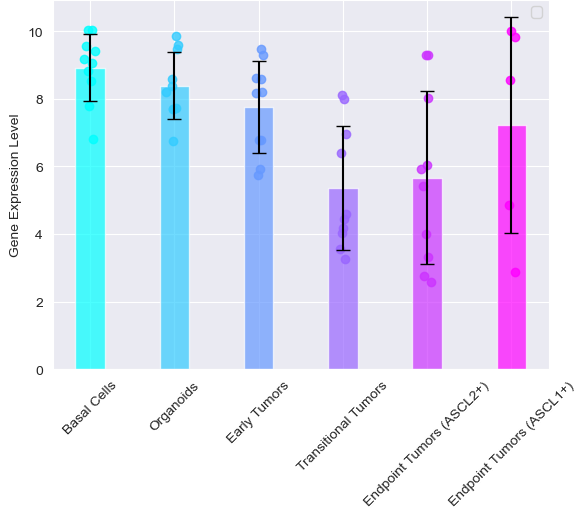 Gene Expression Level
10
8
6
4
2
0
Basal Cells
Organoids
Early Tumors
Transitional Tumors
Endpoint Tumors (ASCL2+)
Endpoint Tumors (ASCL1+)